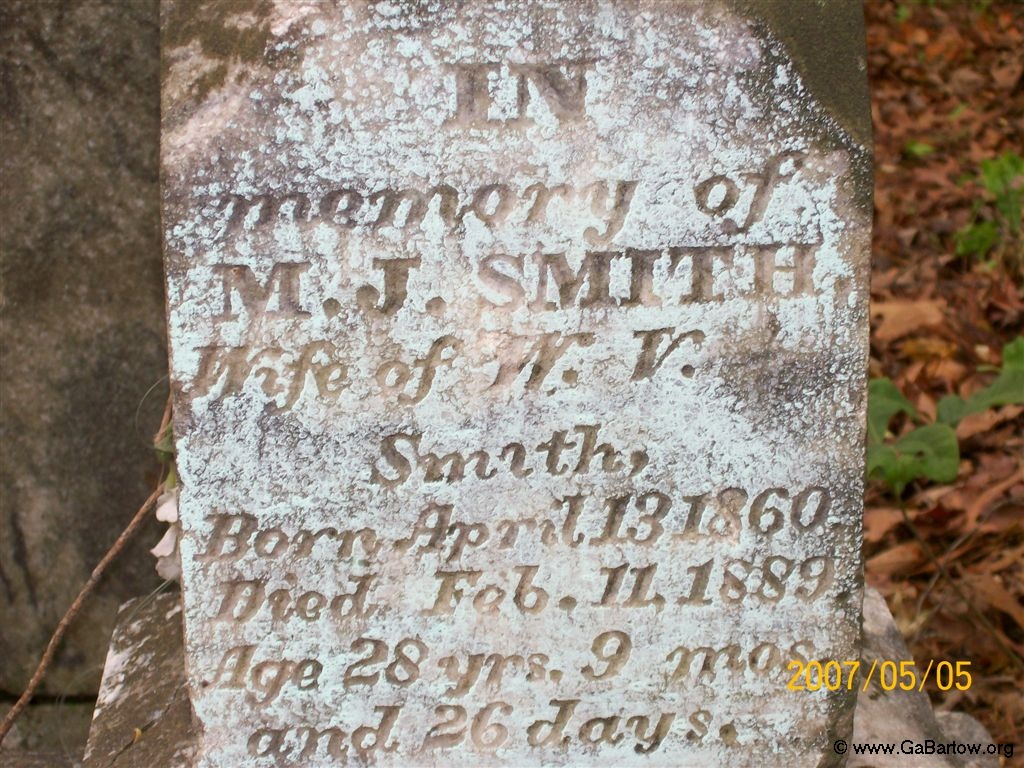 IN
memory of
M. J. SMITH
Wife of W. V.
Smith,
Born April 13 1860
Died Feb. 11, 1889
Age 28 yrs. 9 mos.
and 26 days.
2007/05/05
© www.GaBartow.org